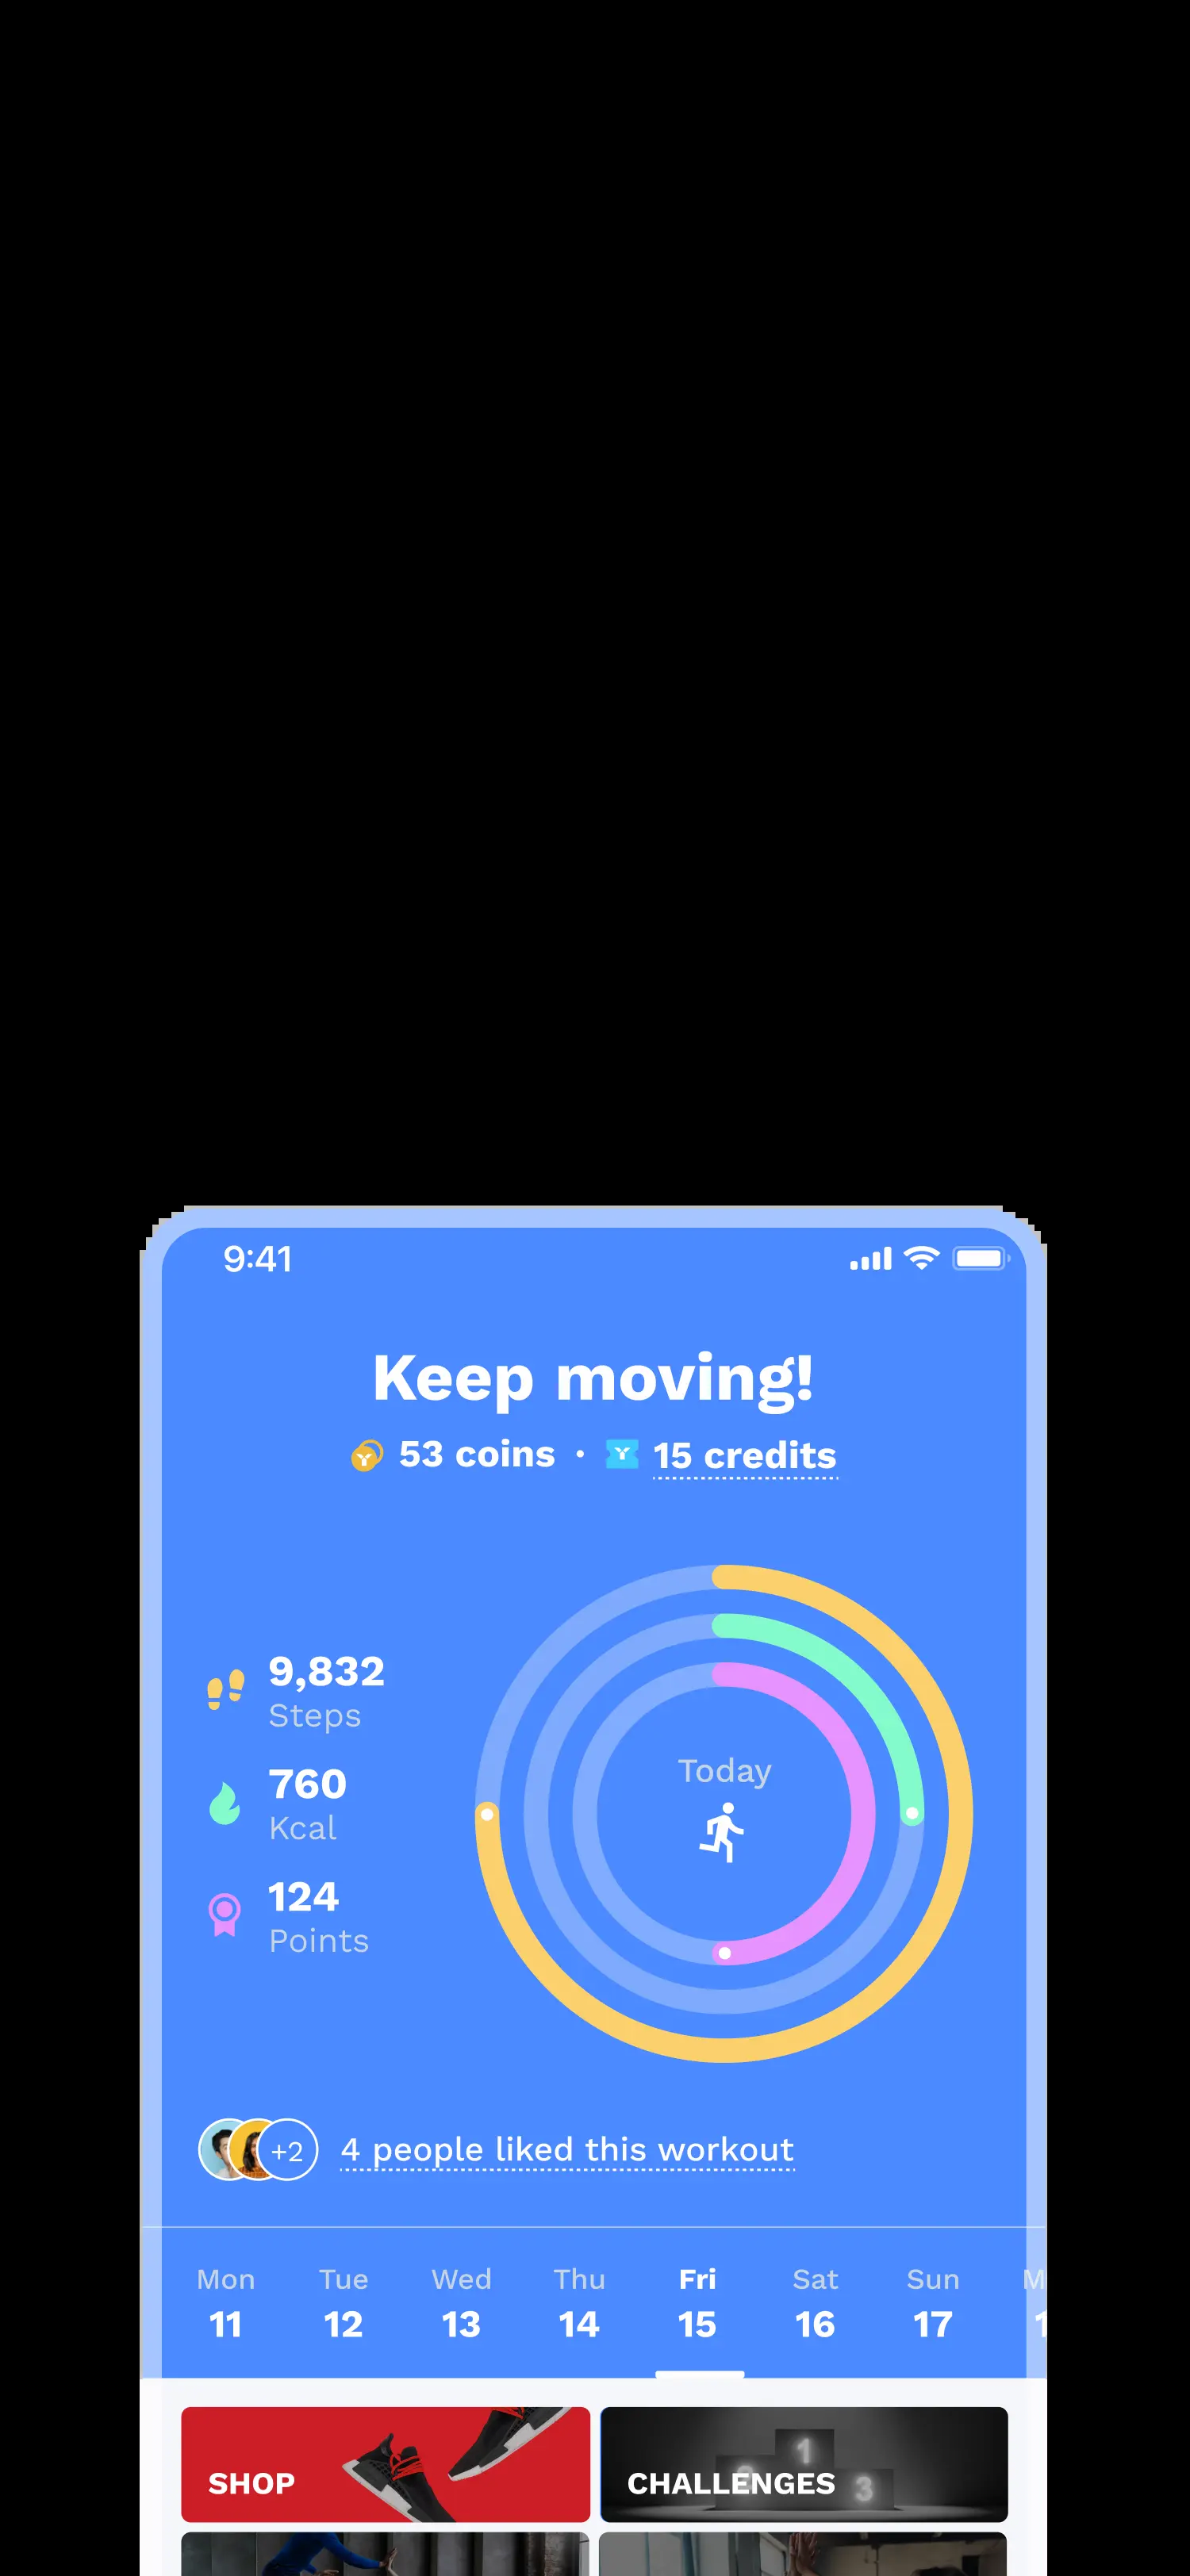 9:41
Keep moving!
53 coins · 15 credits
9,832
Steps
760
Kcal
124
Points
Today
+2 4 people liked this workout
Mon Tue Wed Thu Fri Sat Sun
11 12 13 14 15 16 17
SHOP
CHALLENGES
1
3